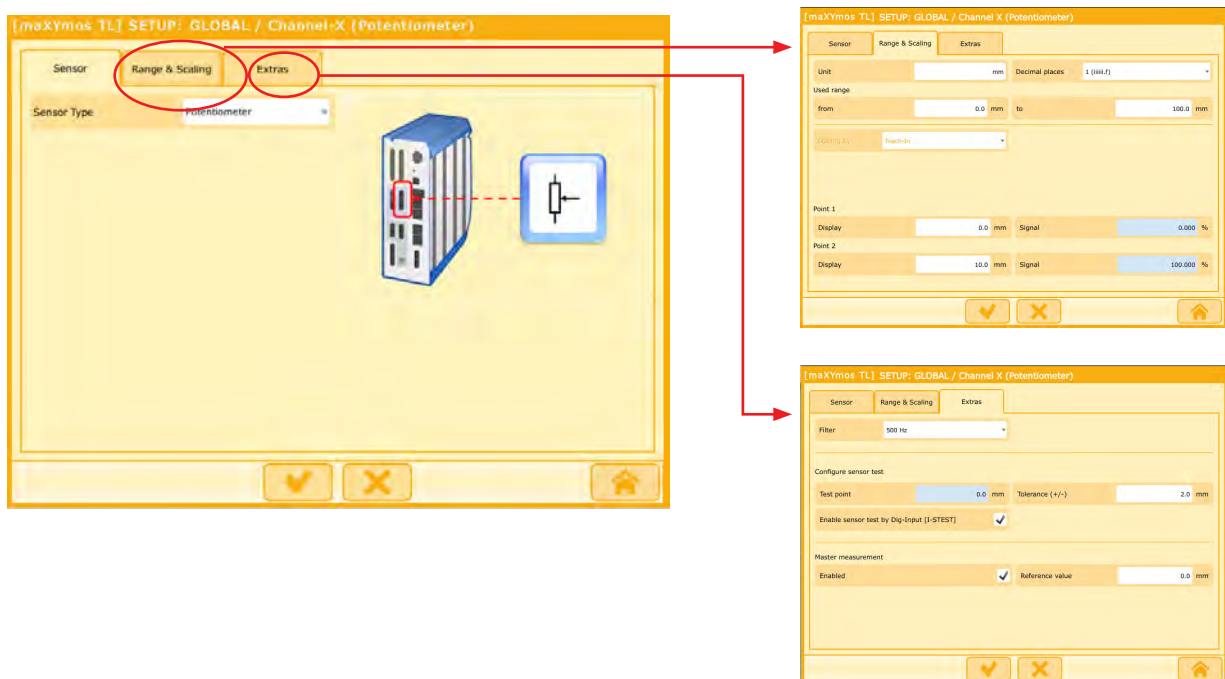 [maXYmos TL] SETUP: GLOBAL / Channel-X (Potentiometer)
Sensor Range & Scaling Extras
Sensor Type Potentiometer
[maXYmos TL] SETUP: GLOBAL / Channel X (Potentiometer)
Sensor Range & Scaling Extras
Unit mm Decimal places 1 (iiiii.f)
Used range
from 0.0 mm to 100.0 mm
Teach-In
Point 1
Display 0.0 mm Signal 0.000 %
Point 2
Display 10.0 mm Signal 100.000 %
[maXYmos TL] SETUP: GLOBAL / Channel X (Potentiometer)
Sensor Range & Scaling Extras
Filter 500 Hz
Configure sensor test
Test point 0.0 mm Tolerance (+/-) 2.0 mm
Enable sensor test by Dig-Input [I-STEST]
Master measurement
Enabled Reference value 0.0 mm